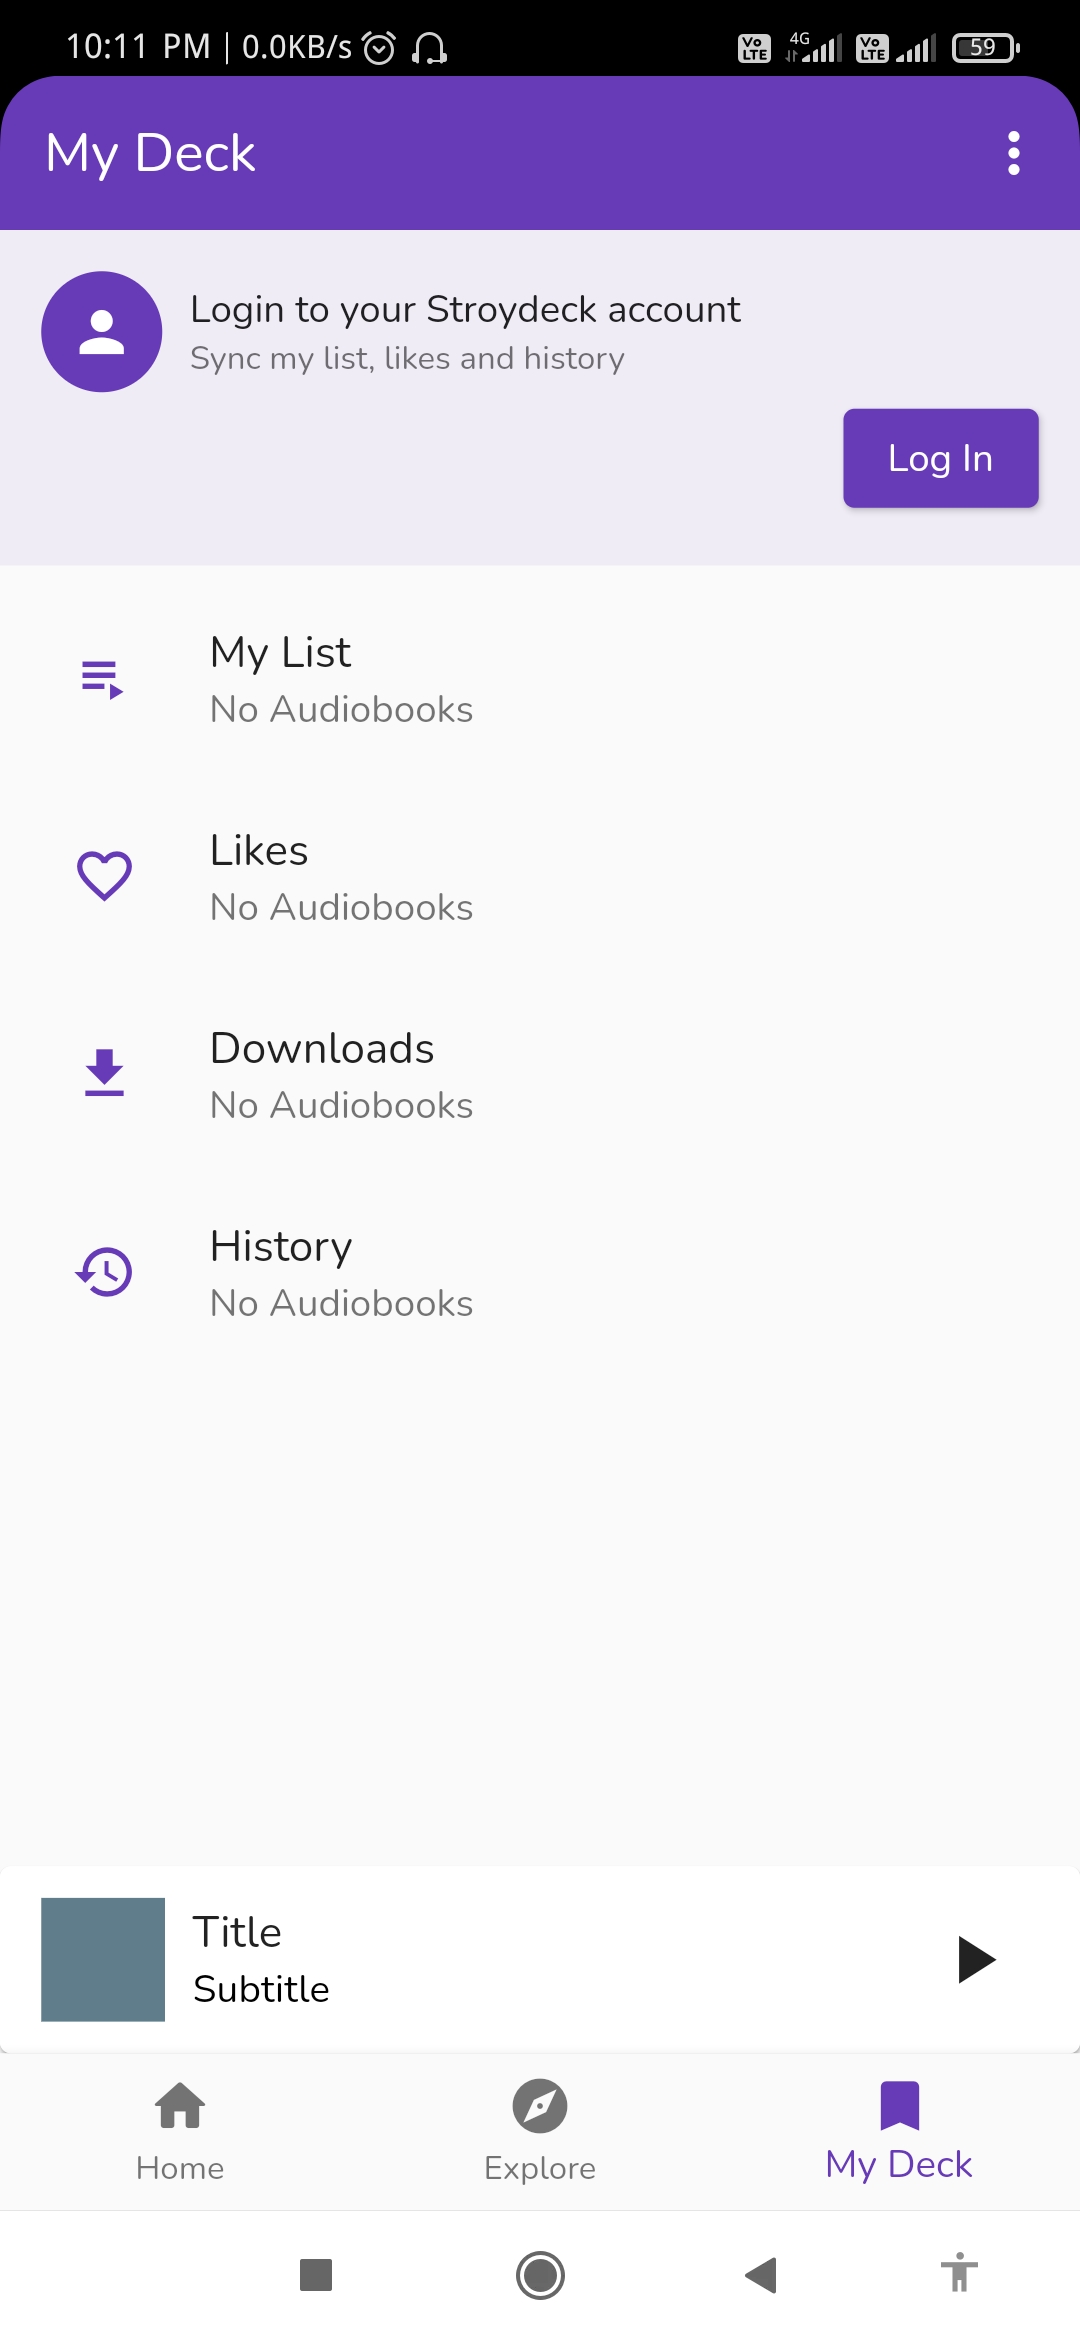 10:11 PM | 0.0KB/s
Vo LTE 4G Vo LTE 59
My Deck
Login to your Stroydeck account
Sync my list, likes and history
Log In
My List
No Audiobooks
Likes
No Audiobooks
Downloads
No Audiobooks
History
No Audiobooks
Title
Subtitle
Home
Explore
My Deck